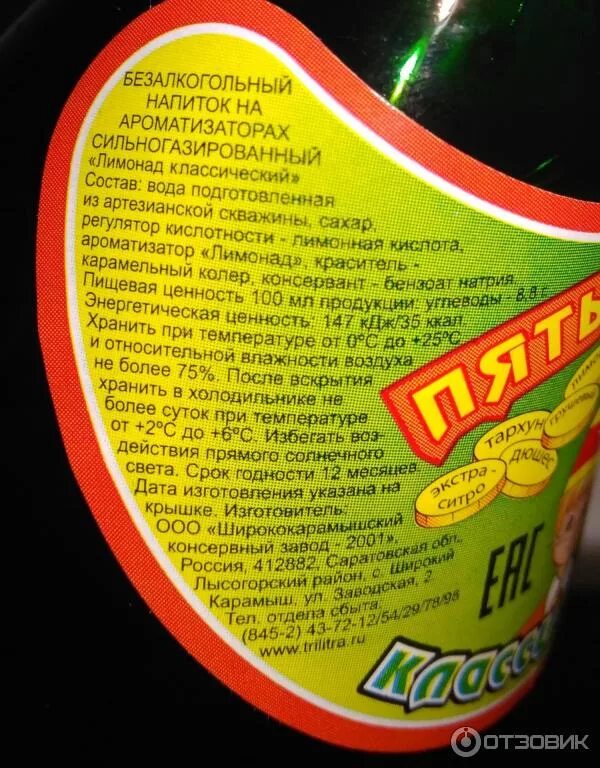 БЕЗАЛКОГОЛЬНЫЙ
НАПИТОК НА
АРОМАТИЗАТОРАХ
СИЛЬНОГАЗИРОВАННЫЙ
«Лимонад классический»
Состав: вода подготовленная
из артезианской скважины, сахар,
регулятор кислотности - лимонная кислота,
ароматизатор «Лимонад», краситель -
карамельный колер, консервант - бензоат натрия.
Пищевая ценность 100 мл продукции: углеводы - 8,8 г.
Энергетическая ценность: 147 кДж/35 ккал.
Хранить при температуре от 0°С до +25°С
и относительной влажности воздуха
не более 75%. После вскрытия
хранить в холодильнике не
более суток при температуре
от +2°С до +6°С. Избегать воз-
действия прямого солнечного
света. Срок годности 12 месяцев.
Дата изготовления указана на
крышке. Изготовитель:
ООО «Ширококарамышский
консервный завод - 2001»,
Россия, 412882, Саратовская обл.,
Лысогорский район, с. Широкий
Карамыш, ул. Заводская, 2
Тел. отдела сбыта:
(845-2) 43-72-12/54/29/78/98
www.trilitra.ru
ПЯТЬ
тархун
дюшес
экстра-
ситро
EAC
Класс
ОТЗОВИК